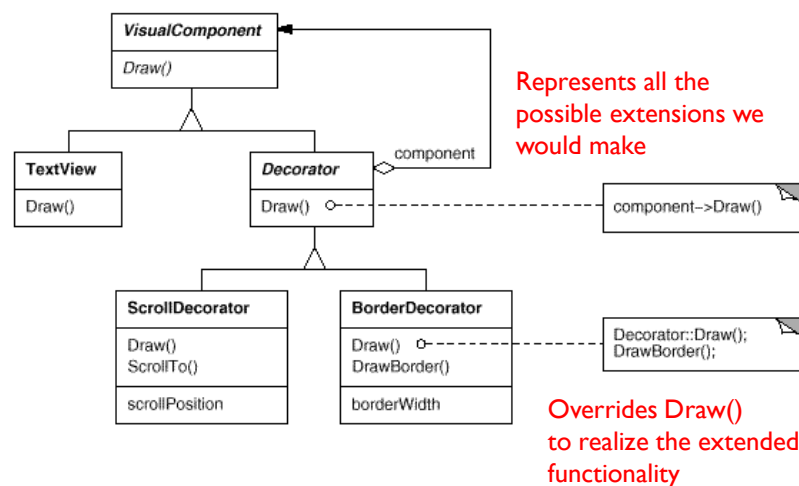 VisualComponent
Draw()
Represents all the
possible extensions we
would make
TextView
Draw()
Decorator
Draw()
component
component->Draw()
ScrollDecorator
Draw()
ScrollTo()
scrollPosition
BorderDecorator
Draw()
DrawBorder()
borderWidth
Decorator::Draw();
DrawBorder();
Overrides Draw()
to realize the extended
functionality